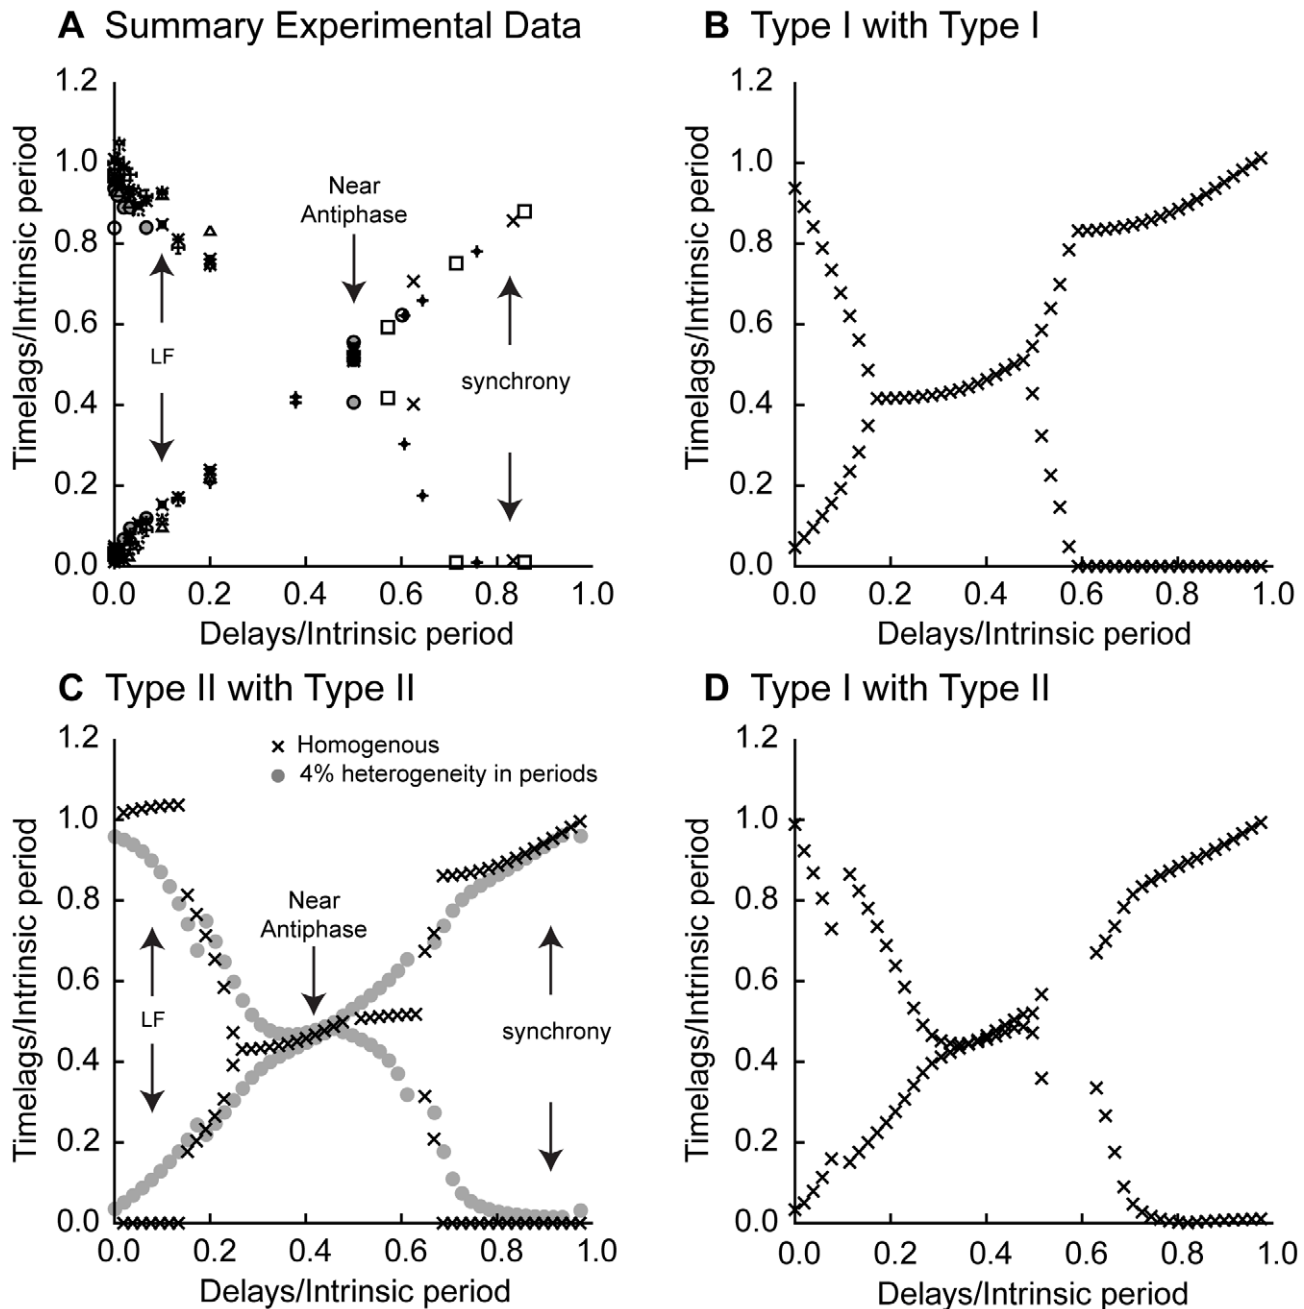 A Summary Experimental Data
1.2
1.0
0.8
0.6
0.4
0.2
0.0
Timelags/Intrinsic period
Near
Antiphase
LF
synchrony
0.0 0.2 0.4 0.6 0.8 1.0
Delays/Intrinsic period
B Type I with Type I
1.2
1.0
0.8
0.6
0.4
0.2
0.0
Timelags/Intrinsic period
0.0 0.2 0.4 0.6 0.8 1.0
Delays/Intrinsic period
C Type II with Type II
1.2
1.0
0.8
0.6
0.4
0.2
0.0
Timelags/Intrinsic period
Homogenous
4% heterogeneity in periods
Near
Antiphase
LF
synchrony
0.0 0.2 0.4 0.6 0.8 1.0
Delays/Intrinsic period
D Type I with Type II
1.2
1.0
0.8
0.6
0.4
0.2
0.0
Timelags/Intrinsic period
0.0 0.2 0.4 0.6 0.8 1.0
Delays/Intrinsic period